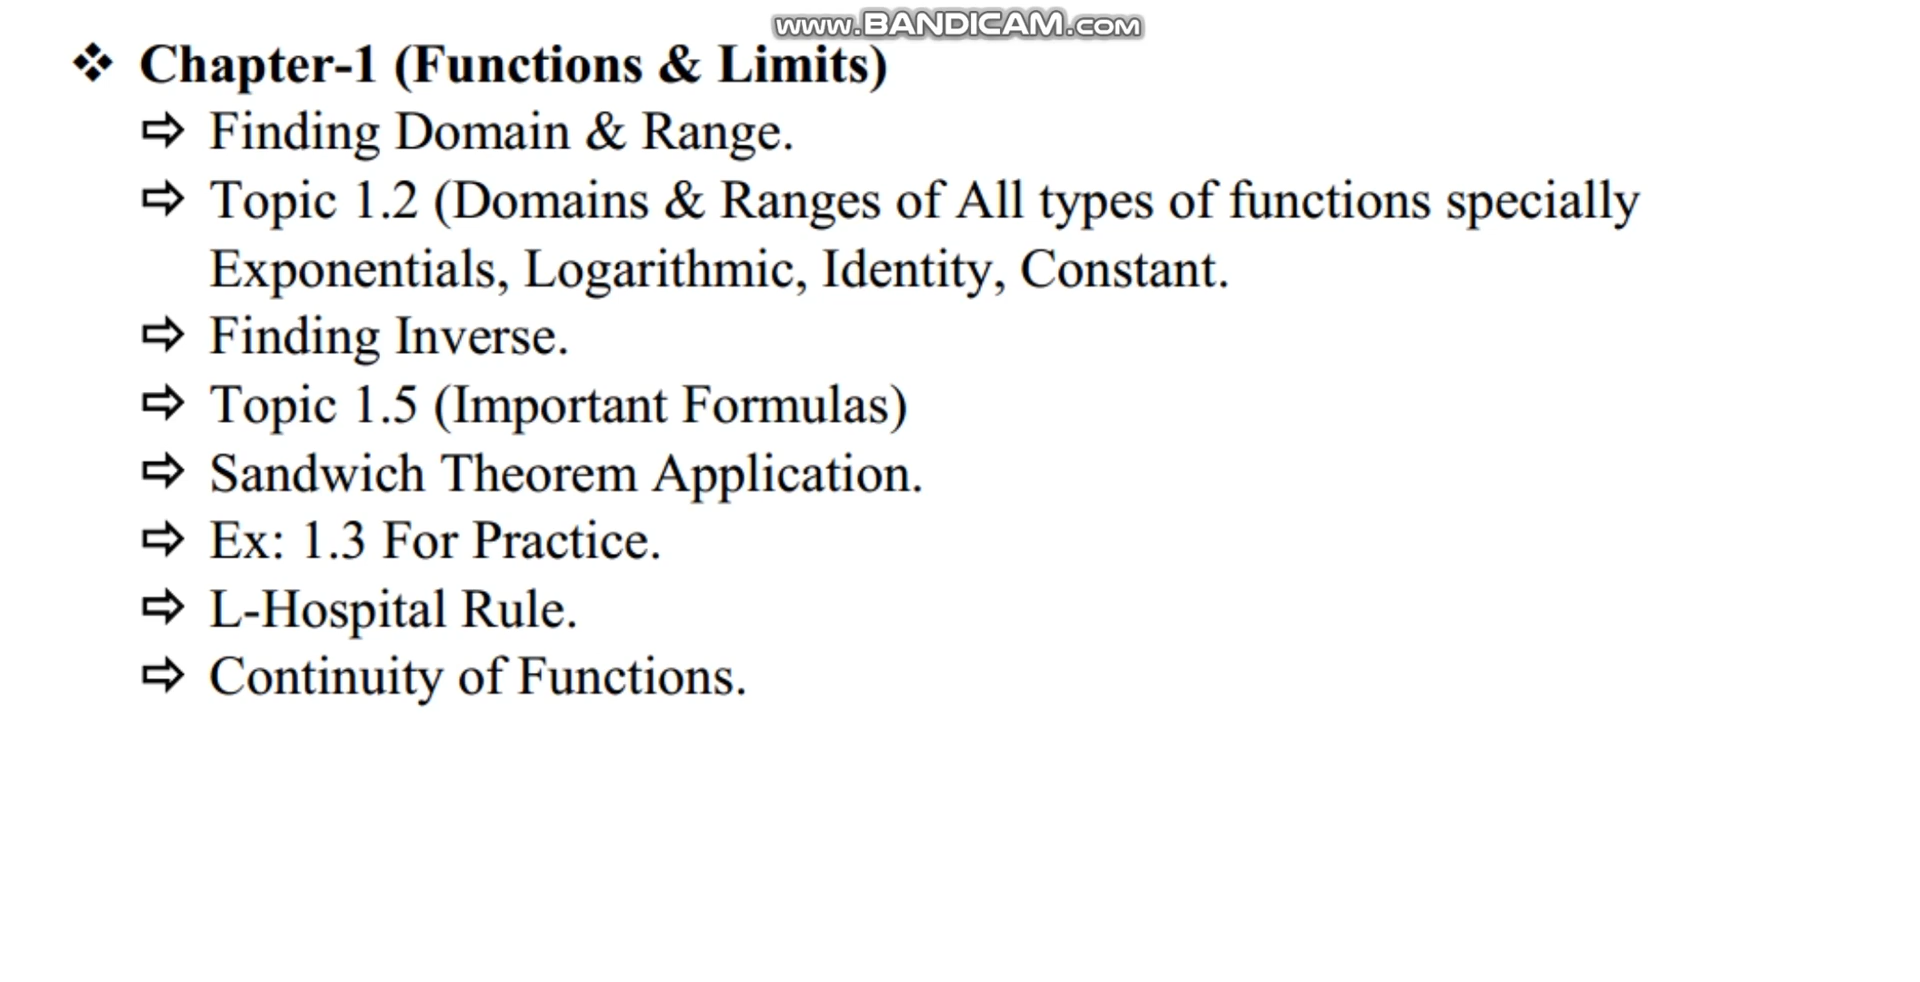 www.BANDICAM.com
❖ Chapter-1 (Functions & Limits)
⇨ Finding Domain & Range.
⇨ Topic 1.2 (Domains & Ranges of All types of functions specially
Exponentials, Logarithmic, Identity, Constant.
⇨ Finding Inverse.
⇨ Topic 1.5 (Important Formulas)
⇨ Sandwich Theorem Application.
⇨ Ex: 1.3 For Practice.
⇨ L-Hospital Rule.
⇨ Continuity of Functions.